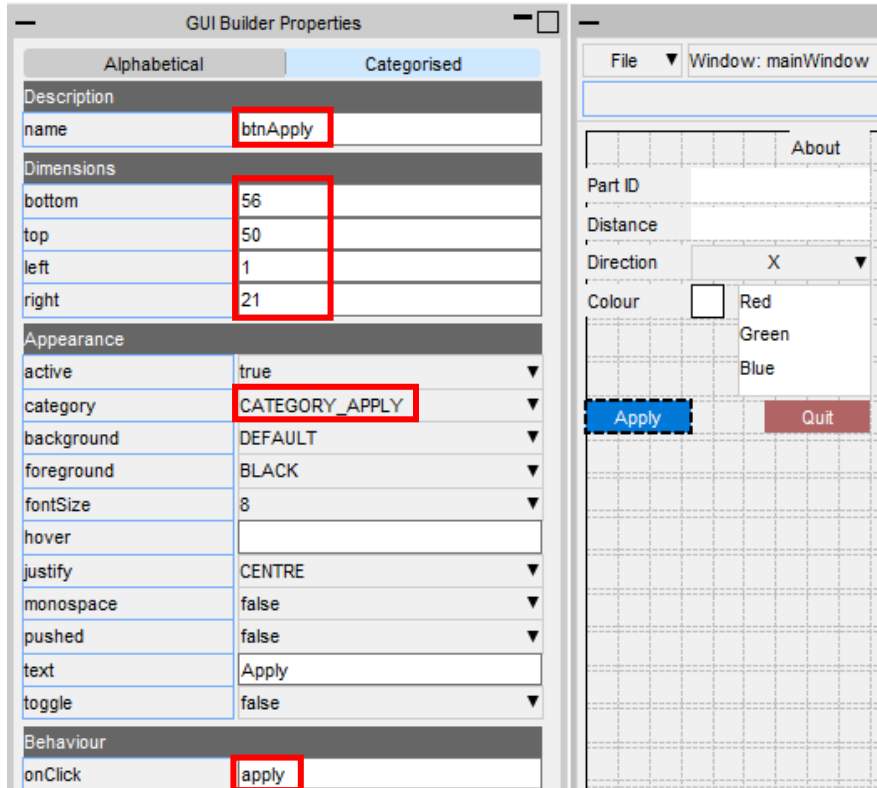 GUI Builder Properties
Alphabetical Categorised
Description
name btnApply
Dimensions
bottom 56
top 50
left 1
right 21
Appearance
active true ▼
category CATEGORY_APPLY ▼
background DEFAULT ▼
foreground BLACK ▼
fontSize 8 ▼
hover
justify CENTRE ▼
monospace false ▼
pushed false ▼
text Apply
toggle false ▼
Behaviour
onClick apply
File ▼ Window: mainWindow
About
Part ID
Distance
Direction X ▼
Colour Red
Green
Blue
Apply Quit